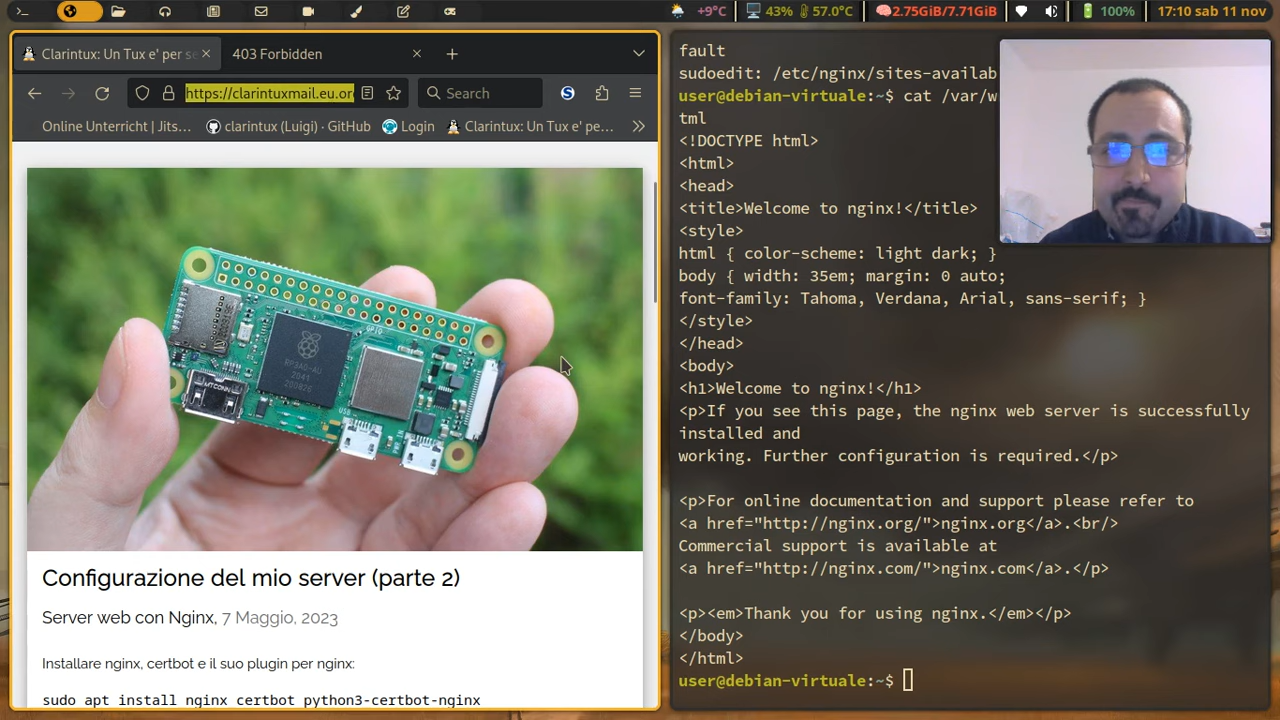 +9°C
43%
57.0°C
2.75GiB/7.71GiB
100%
17:10 sab 11 nov
Clarintux: Un Tux e' per se
403 Forbidden
https://clarintuxmail.eu.or
Search
Online Unterricht | Jits…
clarintux (Luigi) · GitHub
Login
Clarintux: Un Tux e' pe…
GPIO
RP3A0-AU
MTCONN
USB
Configurazione del mio server (parte 2)
Server web con Nginx, 7 Maggio, 2023
Installare nginx, certbot e il suo plugin per nginx:
sudo apt install nginx certbot python3-certbot-nginx
fault
sudoedit: /etc/nginx/sites-availab
user@debian-virtuale:~$ cat /var/w
tml
<!DOCTYPE html>
<html>
<head>
<title>Welcome to nginx!</title>
<style>
html { color-scheme: light dark; }
body { width: 35em; margin: 0 auto;
font-family: Tahoma, Verdana, Arial, sans-serif; }
</style>
</head>
<body>
<h1>Welcome to nginx!</h1>
<p>If you see this page, the nginx web server is successfully
installed and
working. Further configuration is required.</p>
<p>For online documentation and support please refer to
<a href="http://nginx.org/">nginx.org</a>.<br/>
Commercial support is available at
<a href="http://nginx.com/">nginx.com</a>.</p>
<p><em>Thank you for using nginx.</em></p>
</body>
</html>
user@debian-virtuale:~$